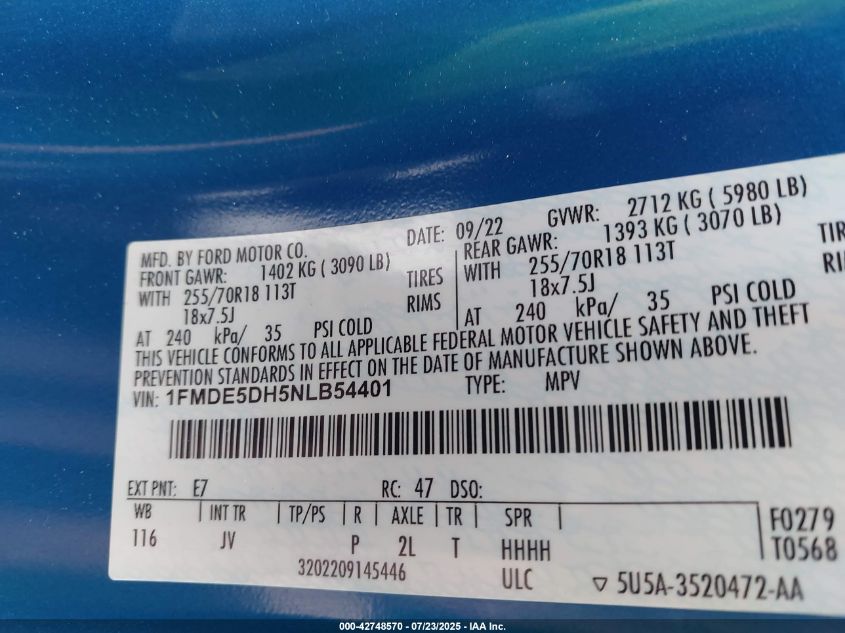 MFD. BY FORD MOTOR CO.
DATE: 09/22
GVWR: 2712 KG ( 5980 LB)
FRONT GAWR: 1402 KG ( 3090 LB)
REAR GAWR: 1393 KG ( 3070 LB)
WITH 255/70R18 113T TIRES
WITH 255/70R18 113T TIR
18x7.5J RIMS
18x7.5J RI
AT 240 kPa/ 35 PSI COLD
AT 240 kPa/ 35 PSI COLD
THIS VEHICLE CONFORMS TO ALL APPLICABLE FEDERAL MOTOR VEHICLE SAFETY AND THEFT
PREVENTION STANDARDS IN EFFECT ON THE DATE OF MANUFACTURE SHOWN ABOVE.
VIN: 1FMDE5DH5NLB54401 TYPE: MPV
EXT PNT: E7 RC: 47 DSO:
WB INT TR TP/PS R AXLE TR SPR
F0279
116 JV P 2L T HHHH
T0568
3202209145446 ULC
5U5A-3520472-AA
000-42748570 / 07/23/2025 - IAA Inc.